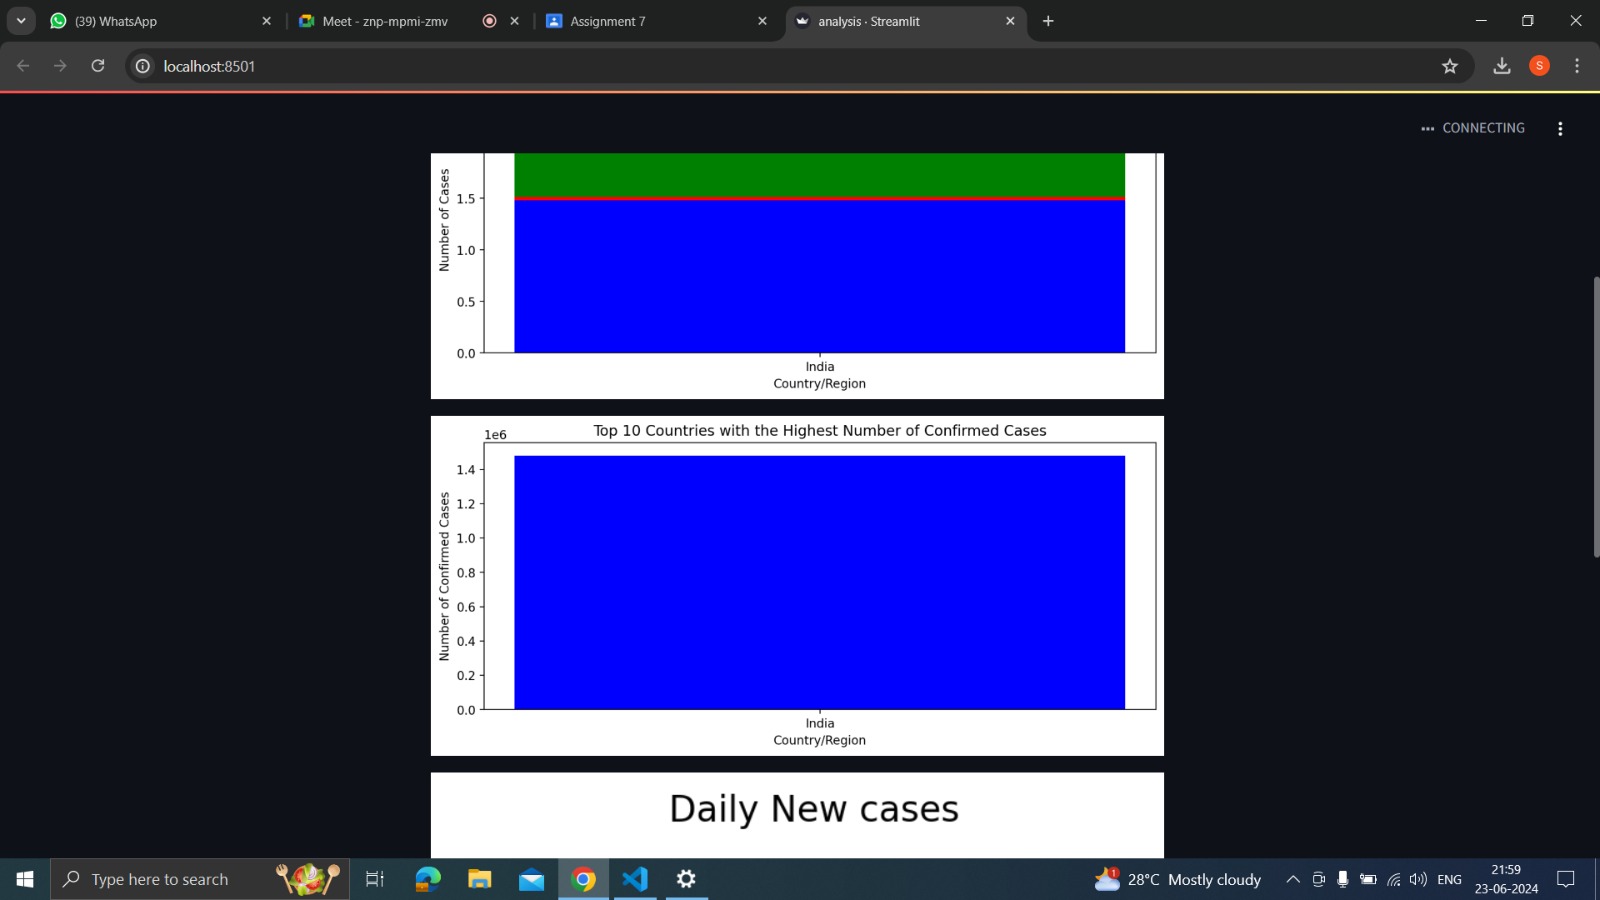 (39) WhatsApp
Meet - znp-mpmi-zmv
Assignment 7
analysis · Streamlit
localhost:8501
S
CONNECTING
Number of Cases
1.5
1.0
0.5
0.0
India
Country/Region
1e6
Top 10 Countries with the Highest Number of Confirmed Cases
Number of Confirmed Cases
1.4
1.2
1.0
0.8
0.6
0.4
0.2
0.0
India
Country/Region
Daily New cases
Type here to search
1
28°C Mostly cloudy
ENG
21:59
23-06-2024